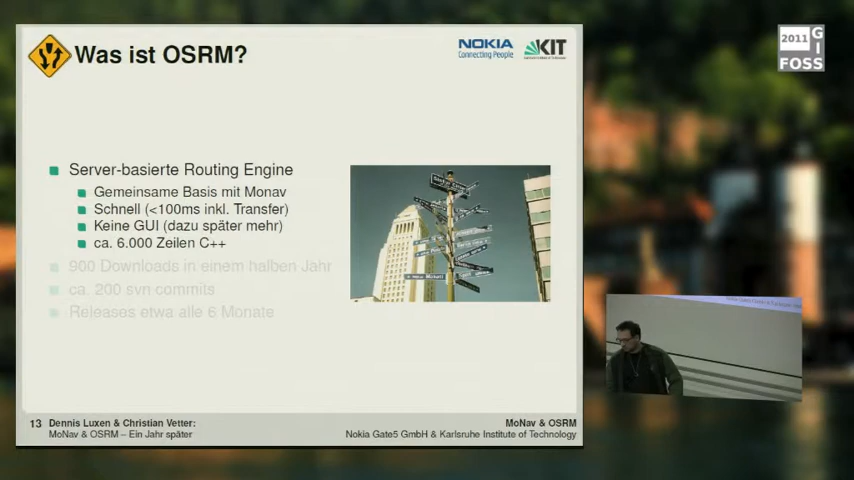 Was ist OSRM?
NOKIA
Connecting People
KIT
2011
GI
FOSS
Server-basierte Routing Engine
Gemeinsame Basis mit Monav
Schnell (<100ms inkl. Transfer)
Keine GUI (dazu später mehr)
ca. 6.000 Zeilen C++
900 Downloads in einem halben Jahr
ca. 200 svn commits
Releases etwa alle 6 Monate
13 Dennis Luxen & Christian Vetter:
MoNav & OSRM – Ein Jahr später
MoNav & OSRM
Nokia Gate5 GmbH & Karlsruhe Institute of Technology